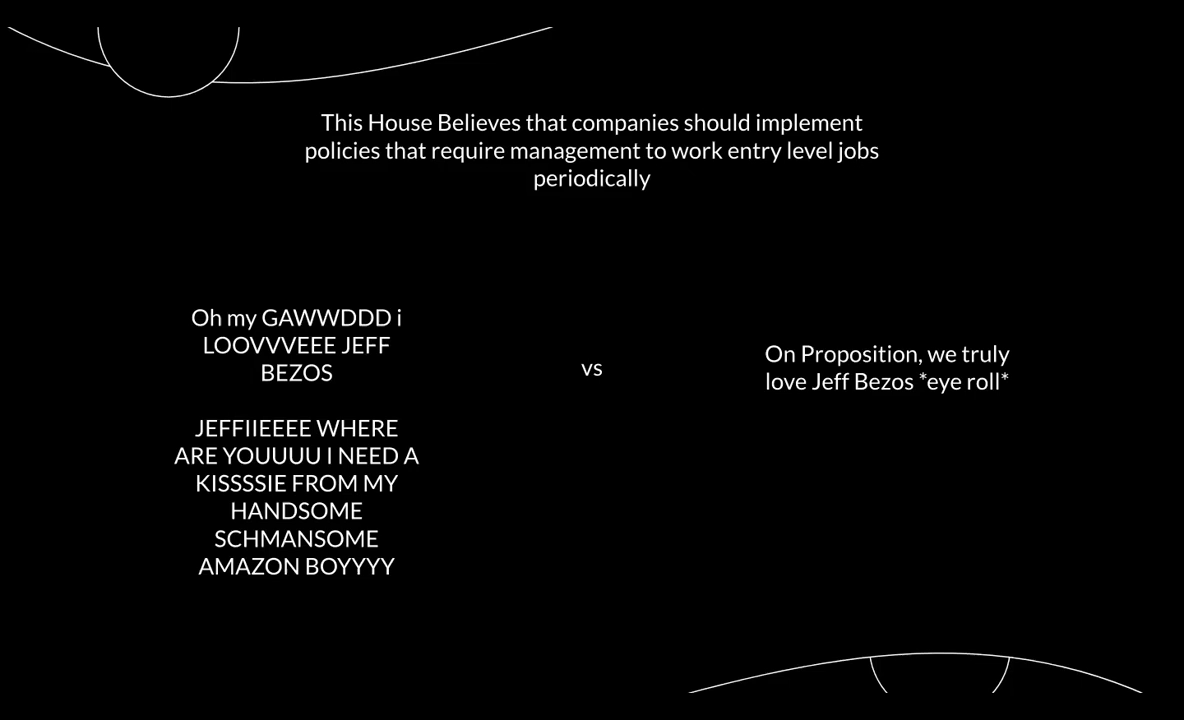 This House Believes that companies should implement
policies that require management to work entry level jobs
periodically
Oh my GAWWDDD i
LOOVVVEEE JEFF
BEZOS
JEFFIIEEEE WHERE
ARE YOUUUU I NEED A
KISSSSIE FROM MY
HANDSOME
SCHMANSOME
AMAZON BOYYYY
vs
On Proposition, we truly
love Jeff Bezos *eye roll*